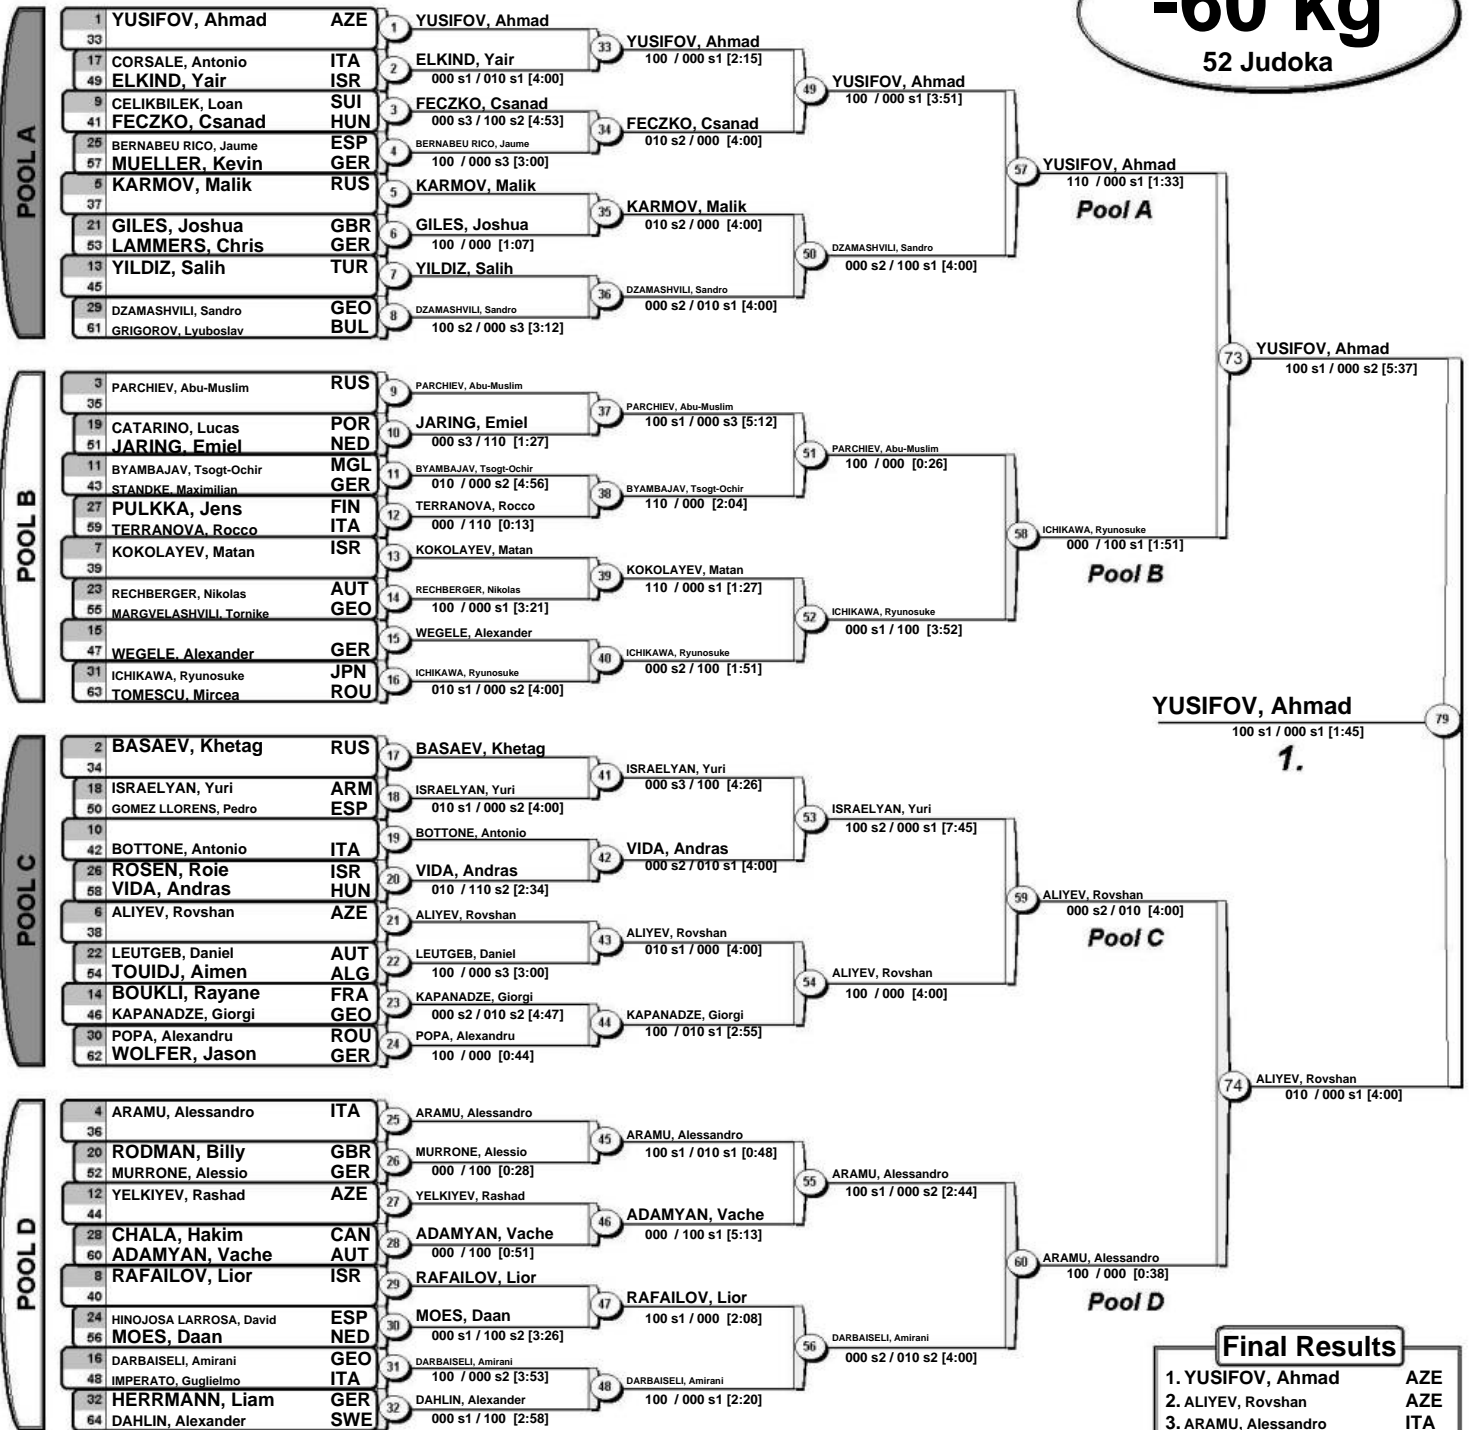 -60 kg
52 Judoka
POOL A
1 YUSIFOV, Ahmad AZE
33
17 CORSALE, Antonio ITA
49 ELKIND, Yair ISR
9 CELIKBILEK, Loan SUI
41 FECZKO, Csanad HUN
25 BERNABEU RICO, Jaume ESP
57 MUELLER, Kevin GER
5 KARMOV, Malik RUS
37
21 GILES, Joshua GBR
53 LAMMERS, Chris GER
13 YILDIZ, Salih TUR
45
29 DZAMASHVILI, Sandro GEO
61 GRIGOROV, Lyuboslav BUL
1 YUSIFOV, Ahmad
2 ELKIND, Yair
000 s1 / 010 s1 [4:00]
3 FECZKO, Csanad
000 s3 / 100 s2 [4:53]
4 BERNABEU RICO, Jaume
100 / 000 s3 [3:00]
5 KARMOV, Malik
6 GILES, Joshua
100 / 000 [1:07]
7 YILDIZ, Salih
8 DZAMASHVILI, Sandro
100 s2 / 000 s3 [3:12]
33 YUSIFOV, Ahmad
100 / 000 s1 [2:15]
34 FECZKO, Csanad
010 s2 / 000 [4:00]
35 KARMOV, Malik
010 s2 / 000 [4:00]
36 DZAMASHVILI, Sandro
000 s2 / 010 s1 [4:00]
49 YUSIFOV, Ahmad
100 / 000 s1 [3:51]
50 DZAMASHVILI, Sandro
000 s2 / 100 s1 [4:00]
57 YUSIFOV, Ahmad
110 / 000 s1 [1:33]
Pool A
POOL B
3 PARCHIEV, Abu-Muslim RUS
35
19 CATARINO, Lucas POR
51 JARING, Emiel NED
11 BYAMBAJAV, Tsogt-Ochir MGL
43 STANDKE, Maximilian GER
27 PULKKA, Jens FIN
59 TERRANOVA, Rocco ITA
7 KOKOLAYEV, Matan ISR
39
23 RECHBERGER, Nikolas AUT
55 MARGVELASHVILI, Tornike GEO
15
47 WEGELE, Alexander GER
31 ICHIKAWA, Ryunosuke JPN
63 TOMESCU, Mircea ROU
9 PARCHIEV, Abu-Muslim
10 JARING, Emiel
000 s3 / 110 [1:27]
11 BYAMBAJAV, Tsogt-Ochir
010 / 000 s2 [4:56]
12 TERRANOVA, Rocco
000 / 110 [0:13]
13 KOKOLAYEV, Matan
14 RECHBERGER, Nikolas
100 / 000 s1 [3:21]
15 WEGELE, Alexander
16 ICHIKAWA, Ryunosuke
010 s1 / 000 s2 [4:00]
37 PARCHIEV, Abu-Muslim
100 s1 / 000 s3 [5:12]
38 BYAMBAJAV, Tsogt-Ochir
110 / 000 [2:04]
39 KOKOLAYEV, Matan
110 / 000 s1 [1:27]
40 ICHIKAWA, Ryunosuke
000 s2 / 100 [1:51]
51 PARCHIEV, Abu-Muslim
100 / 000 [0:26]
52 ICHIKAWA, Ryunosuke
000 s1 / 100 [3:52]
58 ICHIKAWA, Ryunosuke
000 / 100 s1 [1:51]
Pool B
73 YUSIFOV, Ahmad
100 s1 / 000 s2 [5:37]
YUSIFOV, Ahmad 79
100 s1 / 000 s1 [1:45]
1.
POOL C
2 BASAEV, Khetag RUS
34
18 ISRAELYAN, Yuri ARM
50 GOMEZ LLORENS, Pedro ESP
10
42 BOTTONE, Antonio ITA
26 ROSEN, Roie ISR
58 VIDA, Andras HUN
6 ALIYEV, Rovshan AZE
38
22 LEUTGEB, Daniel AUT
54 TOUIDJ, Aimen ALG
14 BOUKLI, Rayane FRA
46 KAPANADZE, Giorgi GEO
30 POPA, Alexandru ROU
62 WOLFER, Jason GER
17 BASAEV, Khetag
18 ISRAELYAN, Yuri
010 s1 / 000 s2 [4:00]
19 BOTTONE, Antonio
20 VIDA, Andras
010 / 110 s2 [2:34]
21 ALIYEV, Rovshan
22 LEUTGEB, Daniel
100 / 000 s3 [3:00]
23 KAPANADZE, Giorgi
000 s2 / 010 s2 [4:47]
24 POPA, Alexandru
100 / 000 [0:44]
41 ISRAELYAN, Yuri
000 s3 / 100 [4:26]
42 VIDA, Andras
000 s2 / 010 s1 [4:00]
43 ALIYEV, Rovshan
010 s1 / 000 [4:00]
44 KAPANADZE, Giorgi
100 / 010 s1 [2:55]
53 ISRAELYAN, Yuri
100 s2 / 000 s1 [7:45]
54 ALIYEV, Rovshan
100 / 000 [4:00]
59 ALIYEV, Rovshan
000 s2 / 010 [4:00]
Pool C
POOL D
4 ARAMU, Alessandro ITA
36
20 RODMAN, Billy GBR
52 MURRONE, Alessio GER
12 YELKIYEV, Rashad AZE
44
28 CHALA, Hakim CAN
60 ADAMYAN, Vache AUT
8 RAFAILOV, Lior ISR
40
24 HINOJOSA LARROSA, David ESP
56 MOES, Daan NED
16 DARBAISELI, Amirani GEO
48 IMPERATO, Guglielmo ITA
32 HERRMANN, Liam GER
64 DAHLIN, Alexander SWE
25 ARAMU, Alessandro
26 MURRONE, Alessio
000 / 100 [0:28]
27 YELKIYEV, Rashad
28 ADAMYAN, Vache
000 / 100 [0:51]
29 RAFAILOV, Lior
30 MOES, Daan
000 s1 / 100 s2 [3:26]
31 DARBAISELI, Amirani
100 / 000 s2 [3:53]
32 DAHLIN, Alexander
000 s1 / 100 [2:58]
45 ARAMU, Alessandro
100 s1 / 010 s1 [0:48]
46 ADAMYAN, Vache
000 / 100 s1 [5:13]
47 RAFAILOV, Lior
100 s1 / 000 [2:08]
48 DARBAISELI, Amirani
100 / 000 s1 [2:20]
55 ARAMU, Alessandro
100 s1 / 000 s2 [2:44]
56 DARBAISELI, Amirani
000 s2 / 010 s2 [4:00]
60 ARAMU, Alessandro
100 / 000 [0:38]
Pool D
74 ALIYEV, Rovshan
010 / 000 s1 [4:00]
Final Results
1. YUSIFOV, Ahmad AZE
2. ALIYEV, Rovshan AZE
3. ARAMU, Alessandro ITA